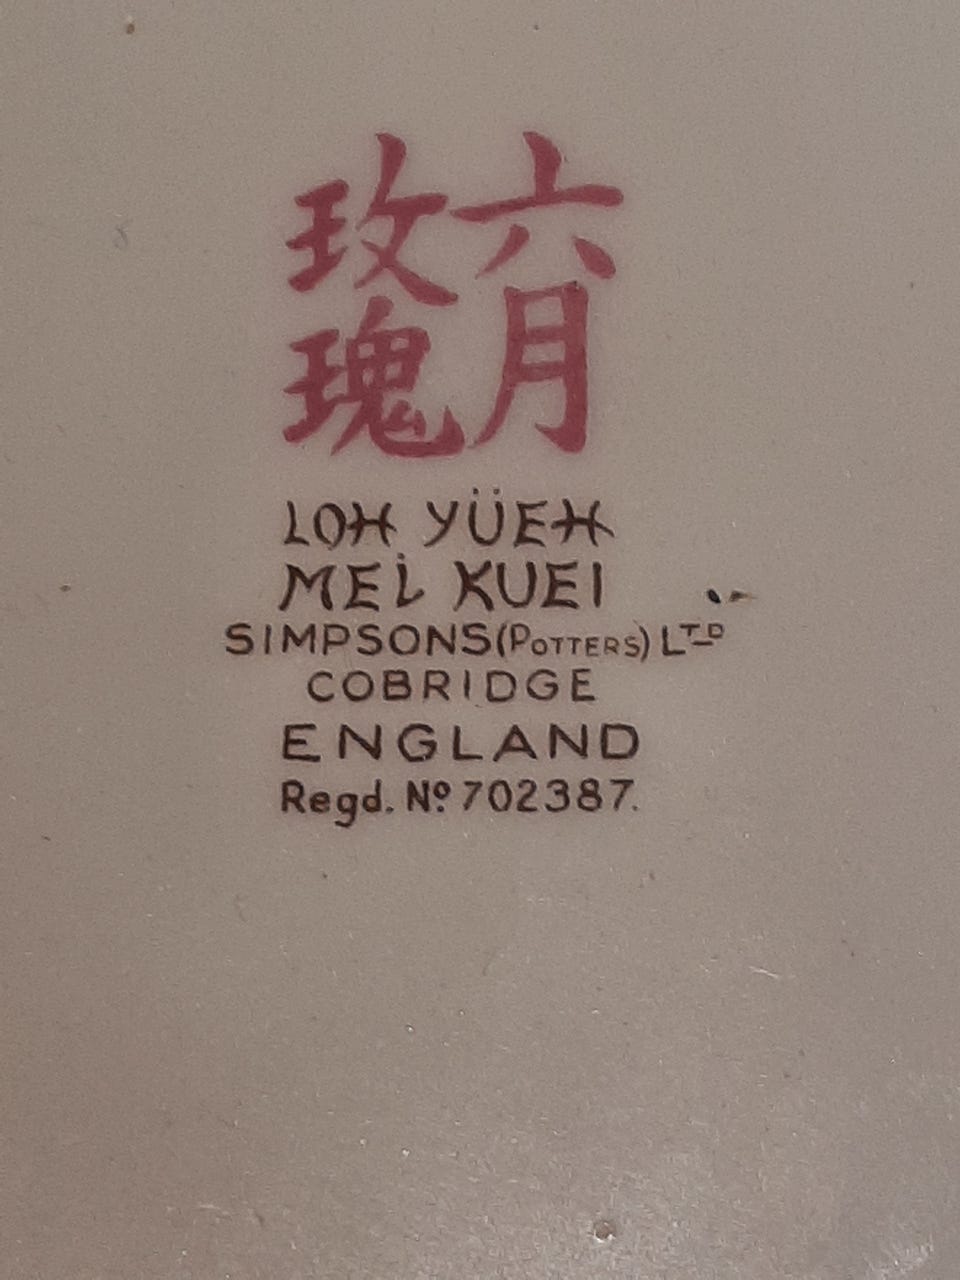 六月
玫瑰
LOH YÜEH
MEI KUEI
SIMPSONS (POTTERS) LTD
COBRIDGE
ENGLAND
Regd. Nº 702387.